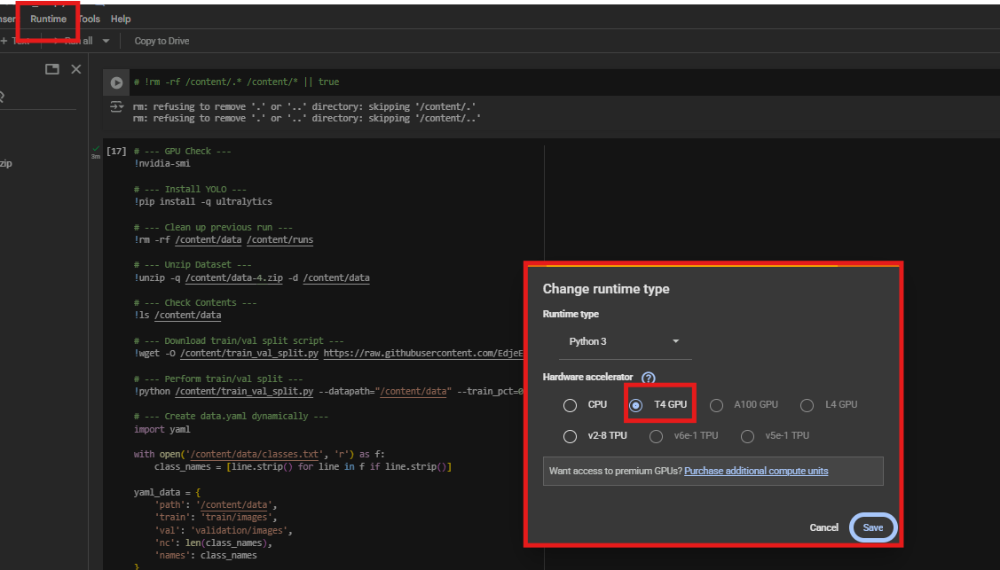 Runtime Tools Help
+ Text Run all Copy to Drive
# !rm -rf /content/.* /content/* || true
rm: refusing to remove '.' or '..' directory: skipping '/content/.'
rm: refusing to remove '.' or '..' directory: skipping '/content/..'
zip
3m
[17] # --- GPU Check ---
!nvidia-smi
# --- Install YOLO ---
!pip install -q ultralytics
# --- Clean up previous run ---
!rm -rf /content/data /content/runs
# --- Unzip Dataset ---
!unzip -q /content/data-4.zip -d /content/data
# --- Check Contents ---
!ls /content/data
# --- Download train/val split script ---
!wget -O /content/train_val_split.py https://raw.githubusercontent.com/EdjeE
# --- Perform train/val split ---
!python /content/train_val_split.py --datapath="/content/data" --train_pct=0
# --- Create data.yaml dynamically ---
import yaml
with open('/content/data/classes.txt', 'r') as f:
class_names = [line.strip() for line in f if line.strip()]
yaml_data = {
'path': '/content/data',
'train': 'train/images',
'val': 'validation/images',
'nc': len(class_names),
'names': class_names
}
Change runtime type
Runtime type
Python 3
Hardware accelerator ?
CPU T4 GPU A100 GPU L4 GPU
v2-8 TPU v6e-1 TPU v5e-1 TPU
Want access to premium GPUs? Purchase additional compute units
Cancel Save